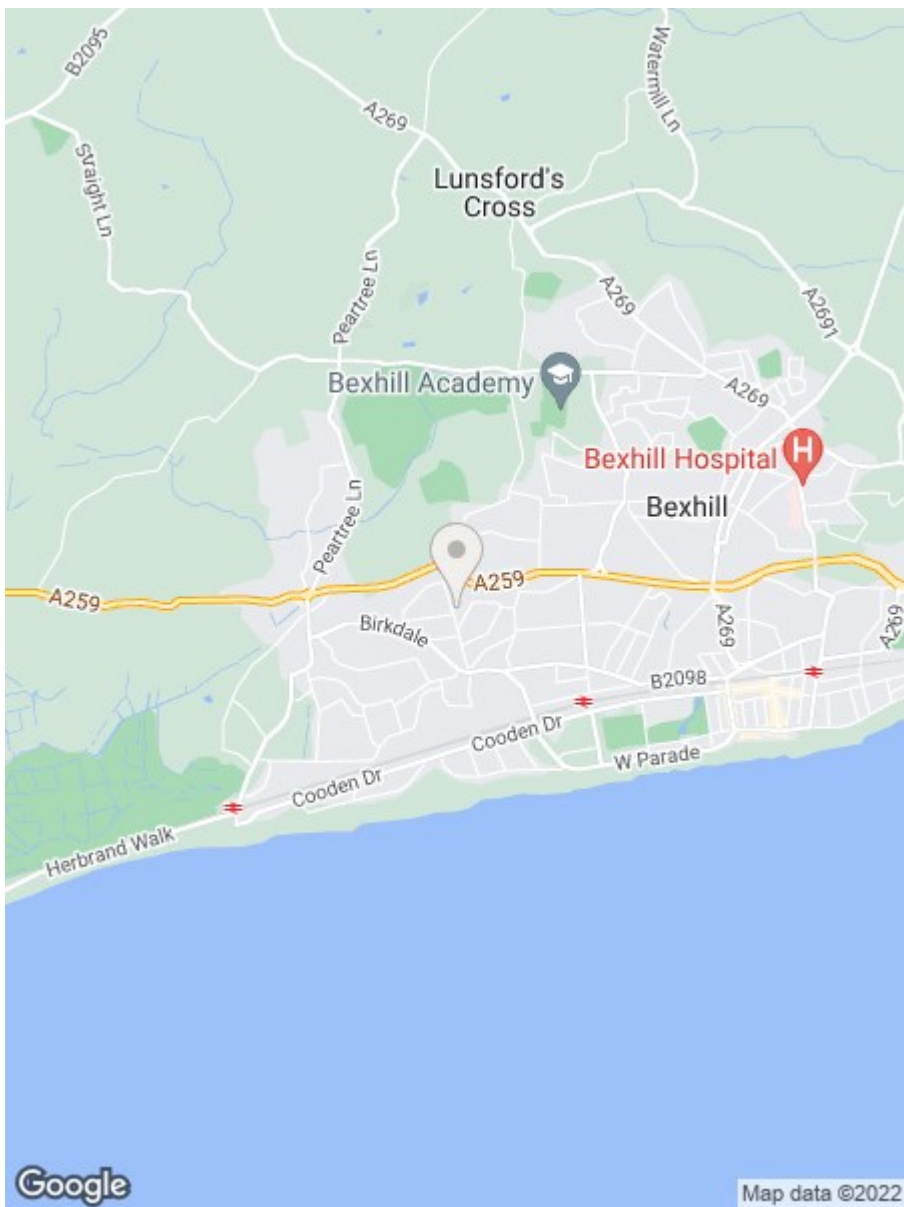 B2095
Watermill Ln
A269
Straight Ln
Lunsford's
Cross
Peartree Ln
A269
A2691
Bexhill Academy
A269
Bexhill Hospital
H
Bexhill
Peartree Ln
A259
A259
Birkdale
A269
A269
B2098
Cooden Dr
W Parade
Cooden Dr
Herbrand Walk
Google
Map data ©2022